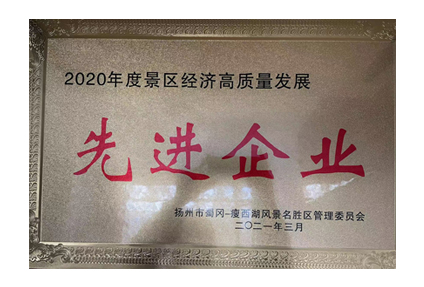 2020年度景区经济高质量发展
先进企业
扬州市蜀冈-瘦西湖风景名胜区管理委员会
二〇二一年三月